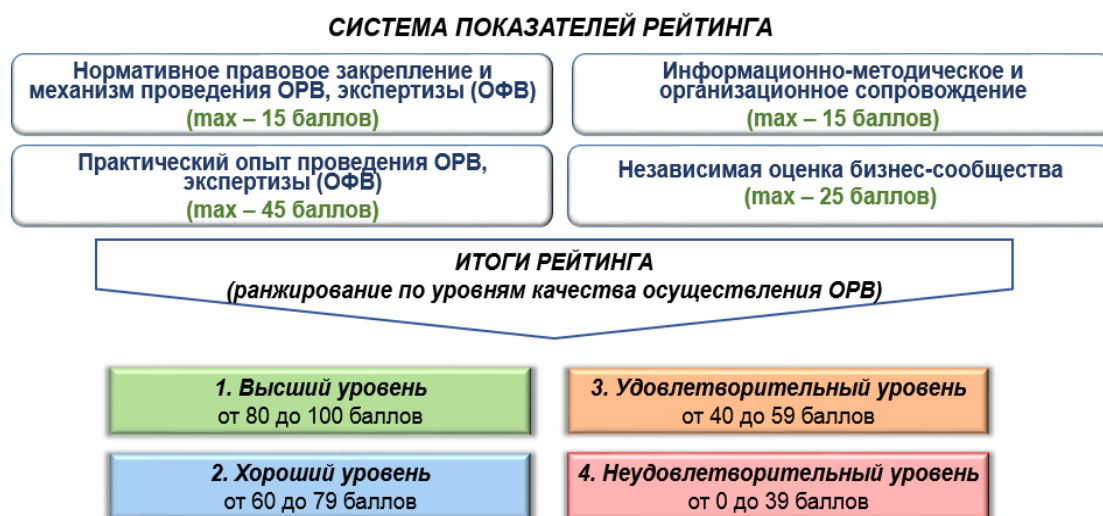 СИСТЕМА ПОКАЗАТЕЛЕЙ РЕЙТИНГА
Нормативное правовое закрепление и
механизм проведения ОРВ, экспертизы (ОФВ)
(max – 15 баллов)
Информационно-методическое и
организационное сопровождение
(max – 15 баллов)
Практический опыт проведения ОРВ,
экспертизы (ОФВ)
(max – 45 баллов)
Независимая оценка бизнес-сообщества
(max – 25 баллов)
ИТОГИ РЕЙТИНГА
(ранжирование по уровням качества осуществления ОРВ)
1. Высший уровень
от 80 до 100 баллов
3. Удовлетворительный уровень
от 40 до 59 баллов
2. Хороший уровень
от 60 до 79 баллов
4. Неудовлетворительный уровень
от 0 до 39 баллов